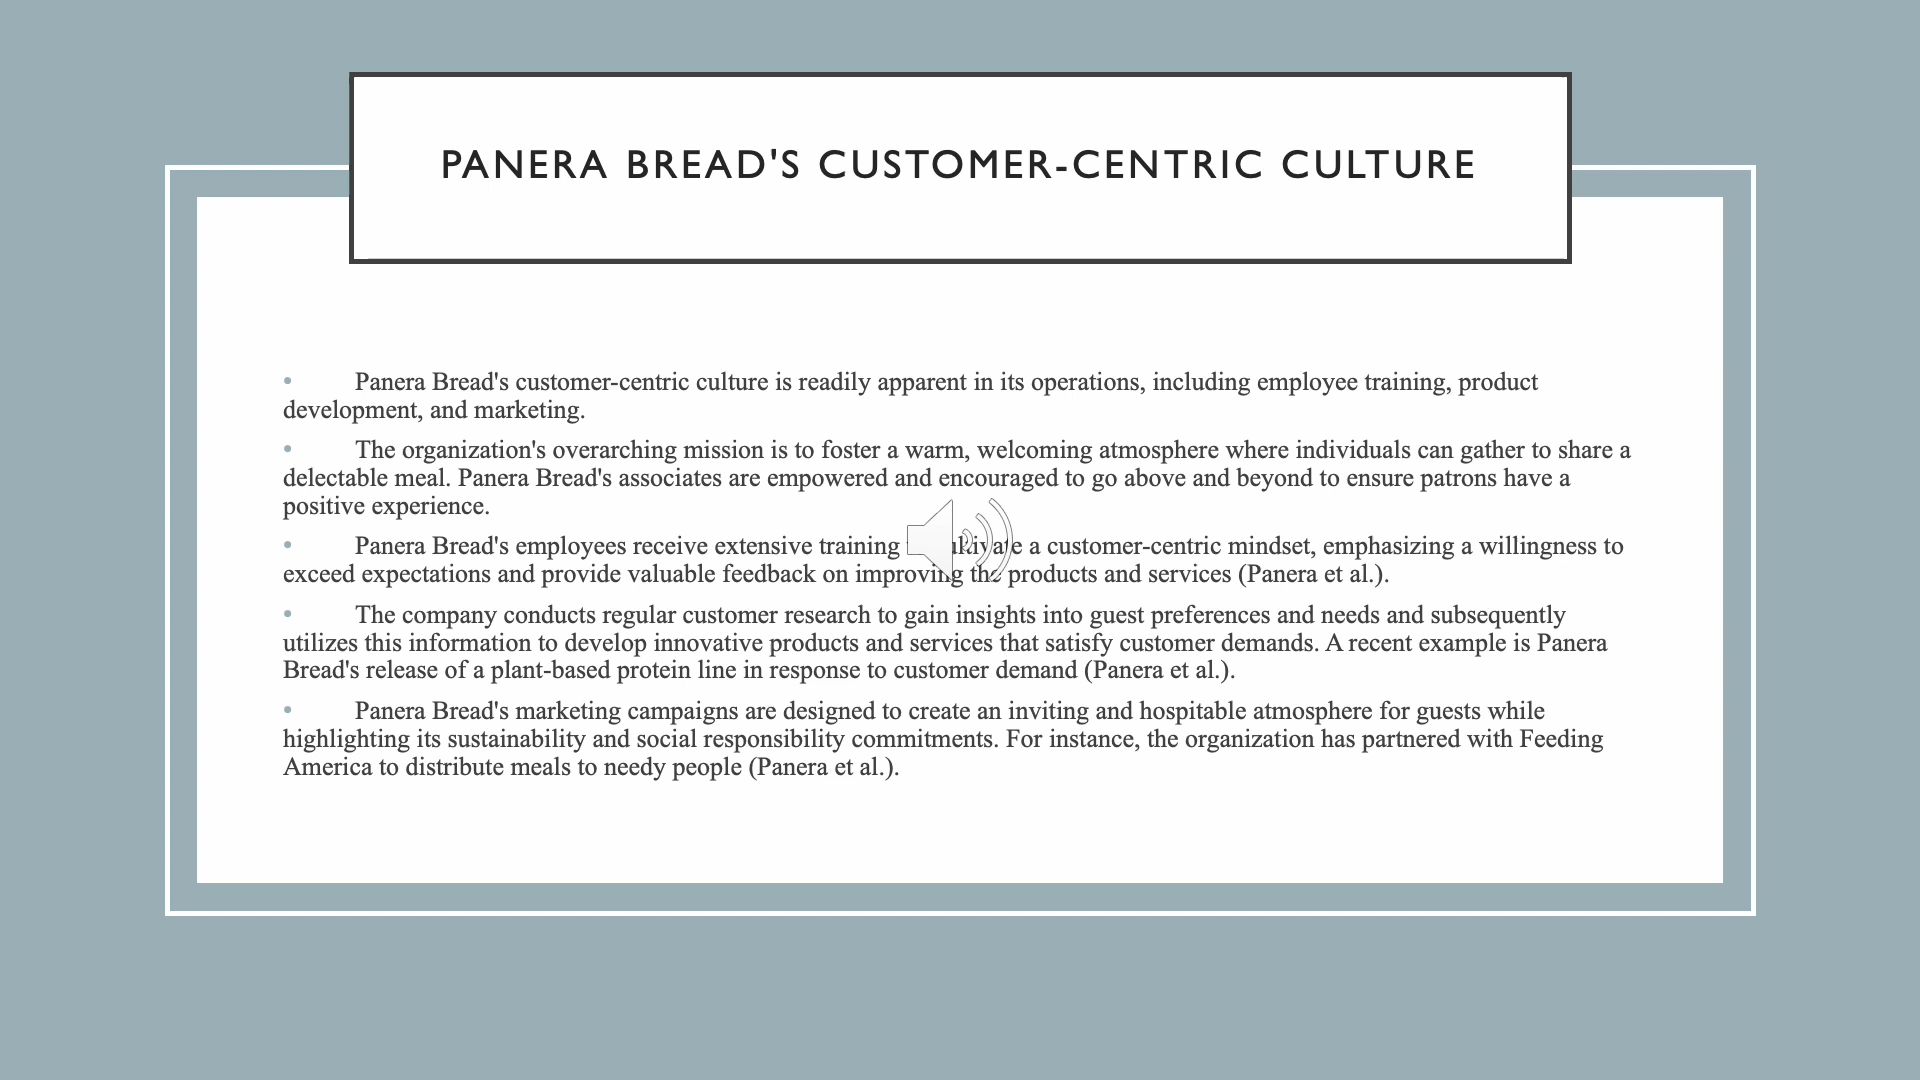 PANERA BREAD'S CUSTOMER-CENTRIC CULTURE
• Panera Bread's customer-centric culture is readily apparent in its operations, including employee training, product
development, and marketing.
• The organization's overarching mission is to foster a warm, welcoming atmosphere where individuals can gather to share a
delectable meal. Panera Bread's associates are empowered and encouraged to go above and beyond to ensure patrons have a
positive experience.
• Panera Bread's employees receive extensive training cultivate a customer-centric mindset, emphasizing a willingness to
exceed expectations and provide valuable feedback on improving the products and services (Panera et al.).
• The company conducts regular customer research to gain insights into guest preferences and needs and subsequently
utilizes this information to develop innovative products and services that satisfy customer demands. A recent example is Panera
Bread's release of a plant-based protein line in response to customer demand (Panera et al.).
• Panera Bread's marketing campaigns are designed to create an inviting and hospitable atmosphere for guests while
highlighting its sustainability and social responsibility commitments. For instance, the organization has partnered with Feeding
America to distribute meals to needy people (Panera et al.).